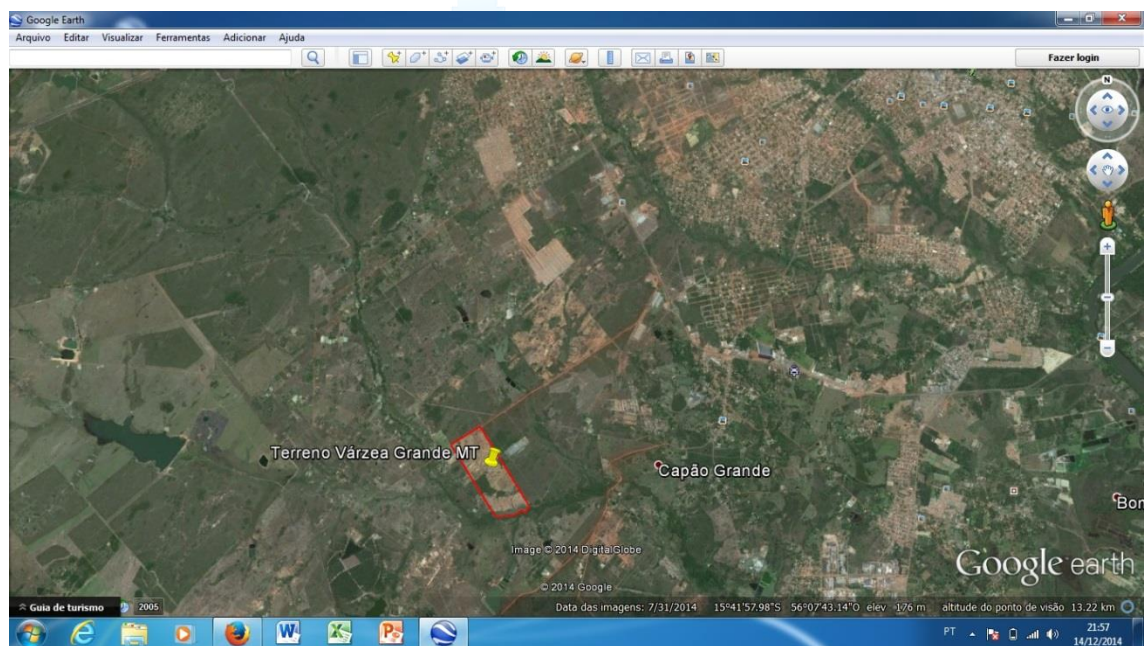 Google Earth
Arquivo Editar Visualizar Ferramentas Adicionar Ajuda
Fazer login
N
Terreno Várzea Grande MT
Capão Grande
Bon
Image © 2014 DigitalGlobe
© 2014 Google
Google earth
Guia de turismo 2005
Data das imagens: 7/31/2014 15°41'57.98"S 56°07'43.14"O elev 176 m altitude do ponto de visão 13.22 km
PT 21:57
14/12/2014